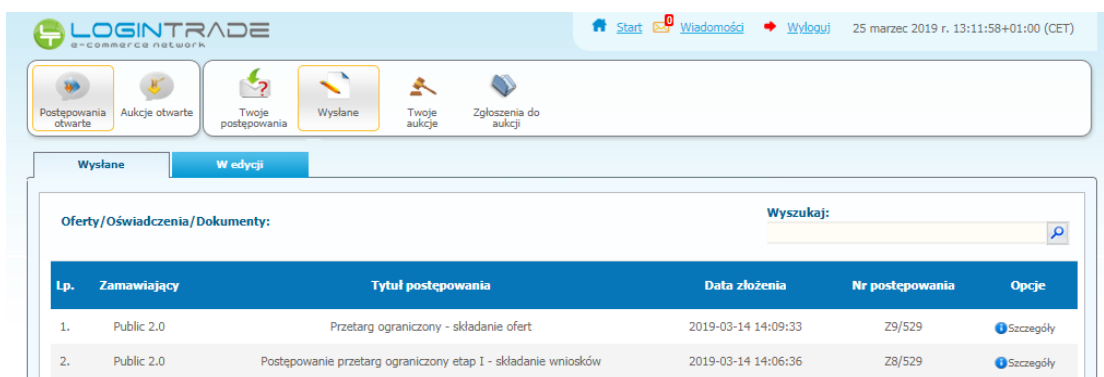 LOGINTRADE
e-commerce network
Start 0 Wiadomości Wyloguj 25 marzec 2019 r. 13:11:58+01:00 (CET)
Postępowania otwarte
Aukcje otwarte
Twoje postępowania
Wysłane
Twoje aukcje
Zgłoszenia do aukcji
Wysłane W edycji
Oferty/Oświadczenia/Dokumenty:
Wyszukaj:
Lp. Zamawiający Tytuł postępowania Data złożenia Nr postępowania Opcje
1. Public 2.0 Przetarg ograniczony - składanie ofert 2019-03-14 14:09:33 Z9/529 Szczegóły
2. Public 2.0 Postępowanie przetarg ograniczony etap I - składanie wniosków 2019-03-14 14:06:36 Z8/529 Szczegóły